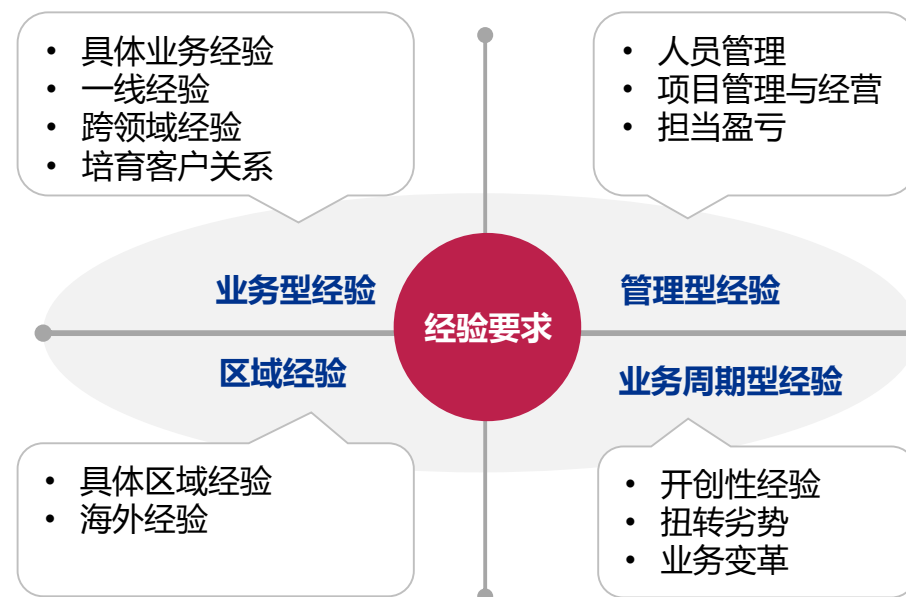 • 具体业务经验
• 一线经验
• 跨领域经验
• 培育客户关系
• 人员管理
• 项目管理与经营
• 担当盈亏
业务型经验
管理型经验
经验要求
区域经验
业务周期型经验
• 具体区域经验
• 海外经验
• 开创性经验
• 扭转劣势
• 业务变革